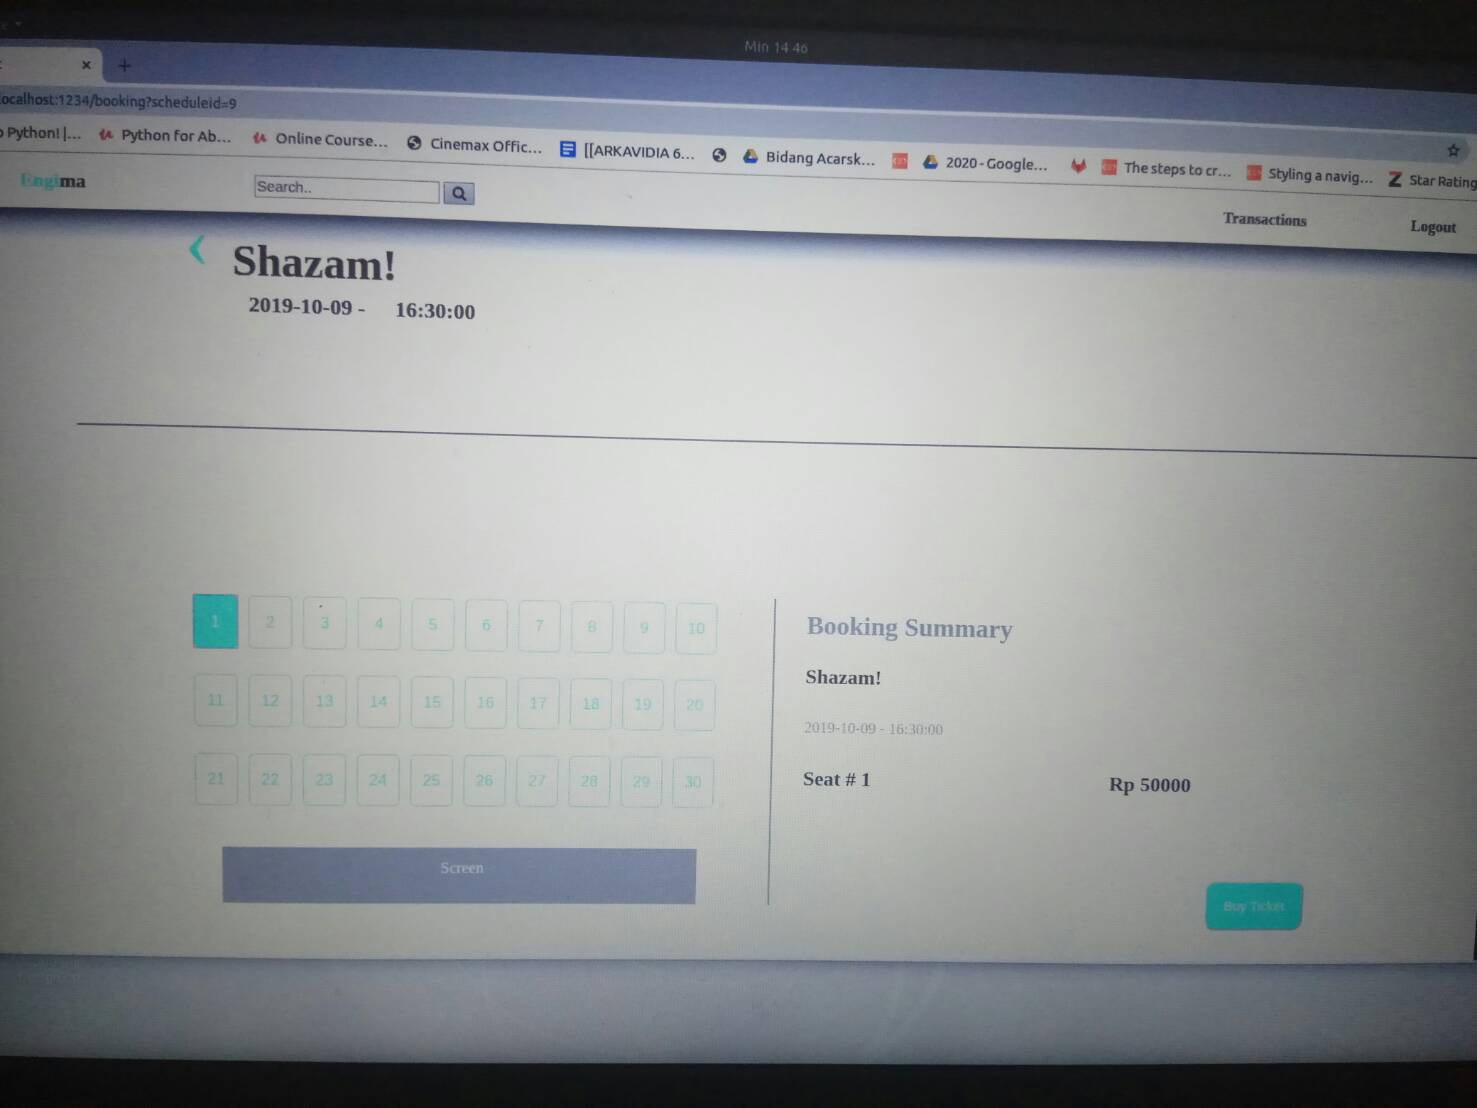 Min 14 46
localhost:1234/booking?scheduleid=9
Python! |... Python for Ab... Online Course... Cinemax Offic... [[ARKAVIDIA 6... Bidang Acarsk... 2020 - Google... The steps to cr... Styling a navig... Star Rating
Engima Search.. Transactions Logout
Shazam!
2019-10-09 - 16:30:00
1 2 3 4 5 6 7 8 9 10
11 12 13 14 15 16 17 18 19 20
21 22 23 24 25 26 27 28 29 30
Screen
Booking Summary
Shazam!
2019-10-09 - 16:30:00
Seat # 1 Rp 50000
Buy Ticket